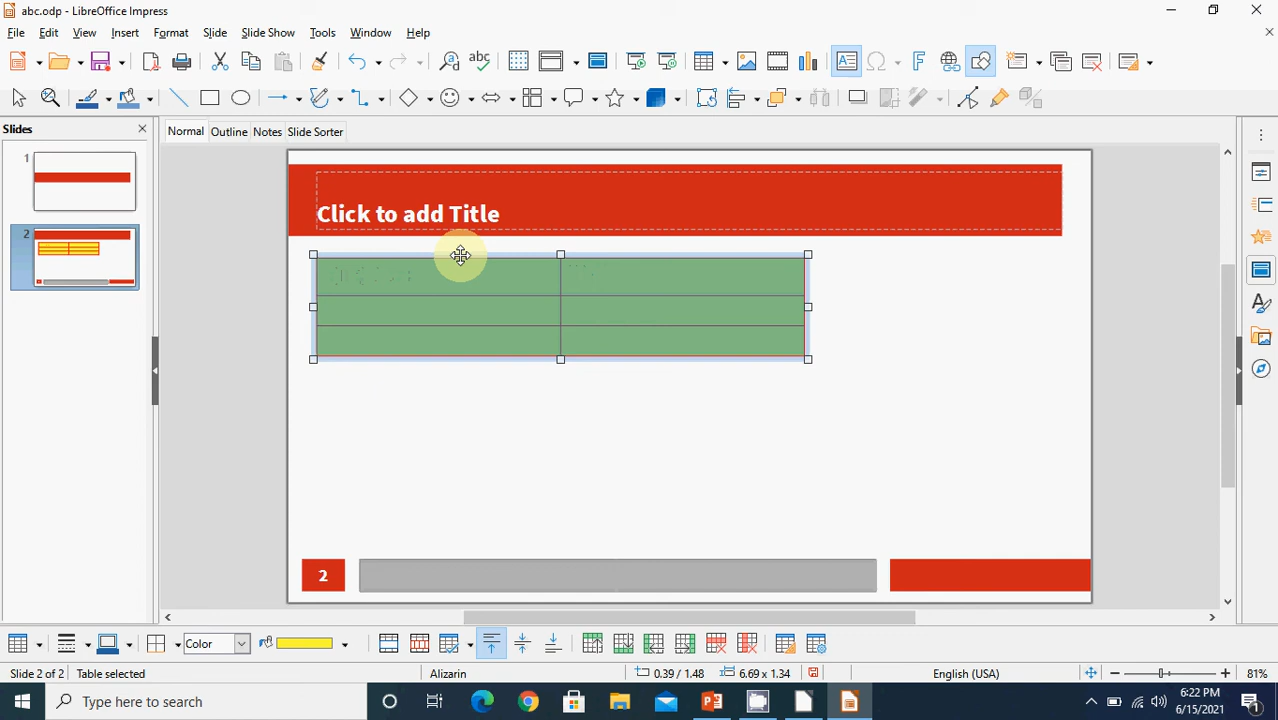 abc.odp - LibreOffice Impress
File Edit View Insert Format Slide Slide Show Tools Window Help
abc
Slides
Normal Outline Notes Slide Sorter
1
2
Click to add Title
2
Color
Slide 2 of 2 Table selected Alizarin 0.39 / 1.48 6.69 x 1.34 English (USA) 81%
Type here to search
6:22 PM
6/15/2021
1